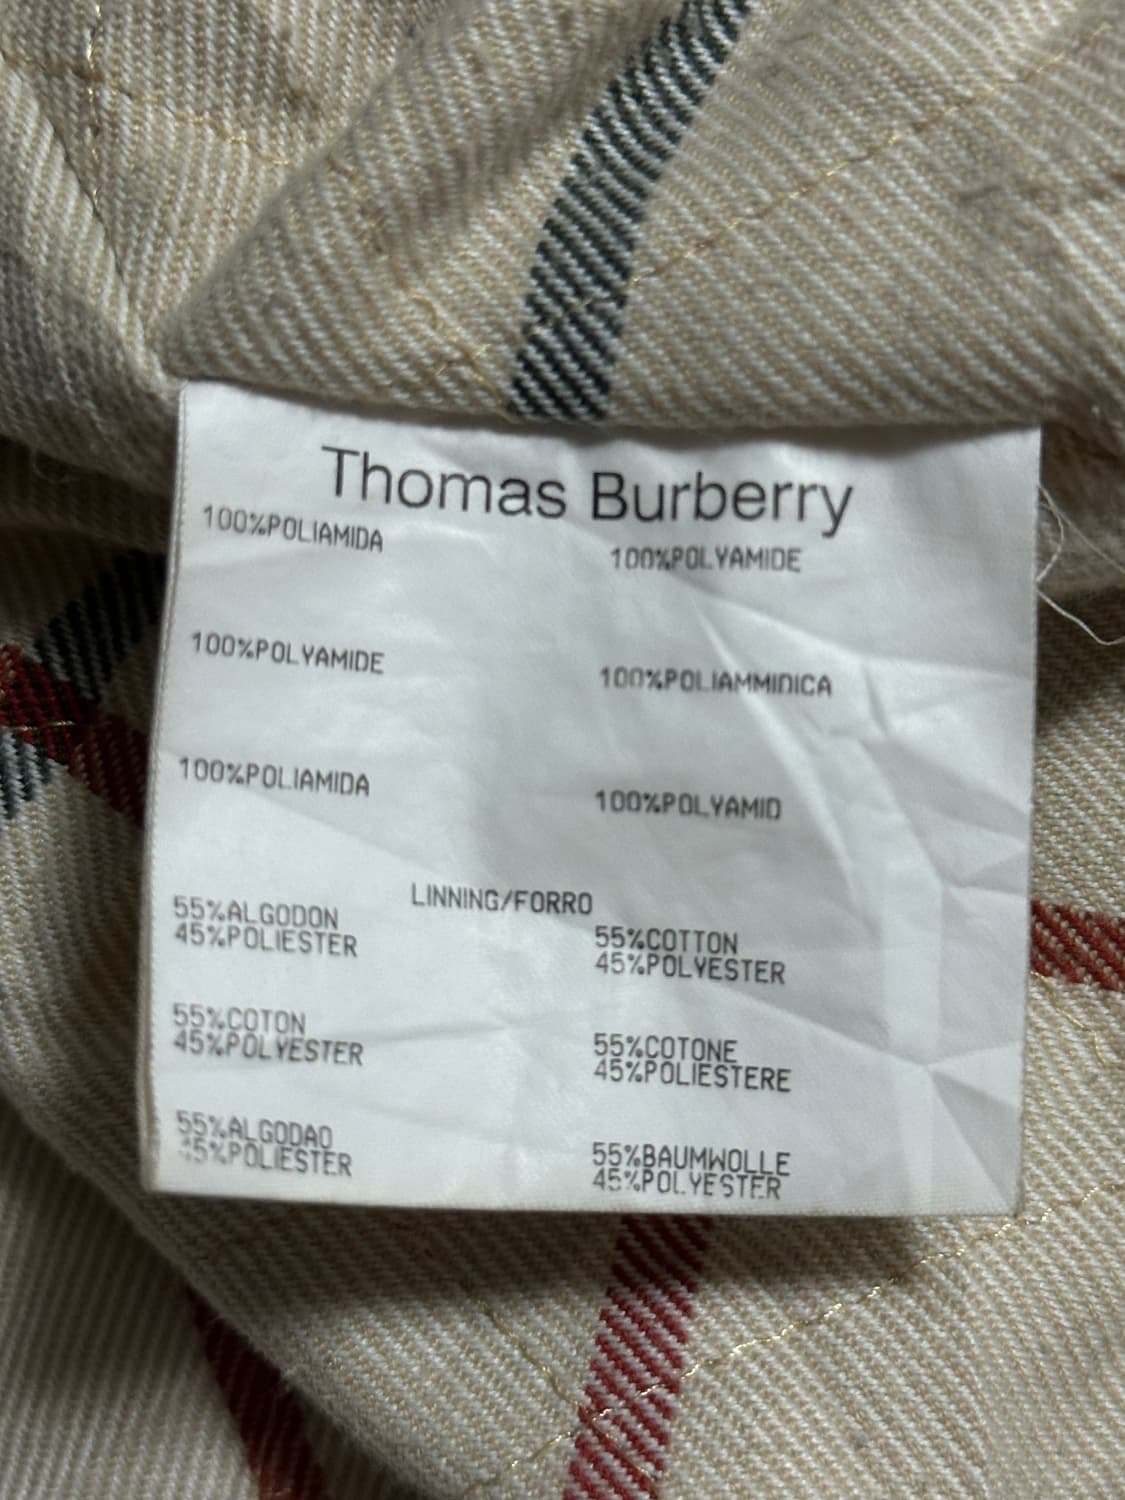 Thomas Burberry
100%POLIAMIDA
100%POLYAMIDE
100%POLYAMIDE
100%POLIAMMIDICA
100%POLIAMIDA
100%POLYAMID
LINNING/FORRO
55%ALGODON
45%POLIESTER
55%COTTON
45%POLYESTER
55%COTON
45%POLYESTER
55%COTONE
45%POLIESTERE
55%ALGODAO
45%POLIESTER
55%BAUMWOLLE
45%POLYESTER